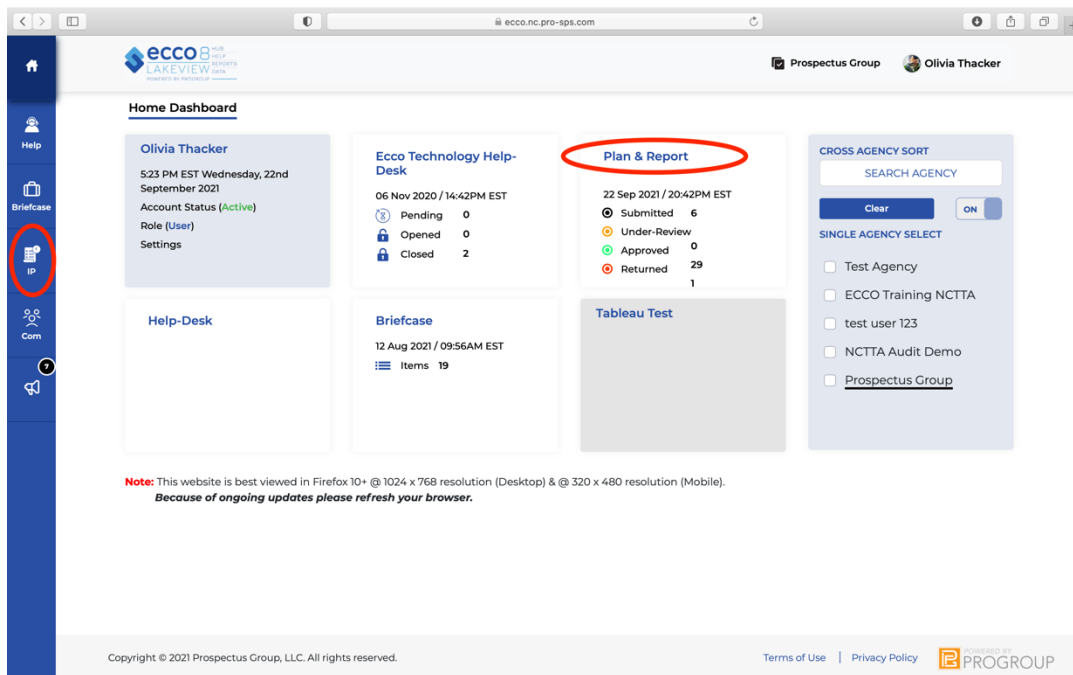 ecco.nc.pro-sps.com
ecco 8 HUB HELP REPORTS DATA
LAKEVIEW
POWERED BY PROGROUP
Prospectus Group
Olivia Thacker
Home Dashboard
Help
Briefcase
IP
Com
7
Olivia Thacker
5:23 PM EST Wednesday, 22nd
September 2021
Account Status (Active)
Role (User)
Settings
Ecco Technology Help-
Desk
06 Nov 2020 / 14:42PM EST
Pending 0
Opened 0
Closed 2
Plan & Report
22 Sep 2021 / 20:42PM EST
Submitted 6
Under-Review
Approved 0
Returned 29
1
CROSS AGENCY SORT
SEARCH AGENCY
Clear
ON
SINGLE AGENCY SELECT
Test Agency
ECCO Training NCTTA
test user 123
NCTTA Audit Demo
Prospectus Group
Help-Desk
Briefcase
12 Aug 2021 / 09:56AM EST
Items 19
Tableau Test
Note: This website is best viewed in Firefox 10+ @ 1024 x 768 resolution (Desktop) & @ 320 x 480 resolution (Mobile).
Because of ongoing updates please refresh your browser.
Copyright © 2021 Prospectus Group, LLC. All rights reserved.
Terms of Use | Privacy Policy
POWERED BY
PROGROUP